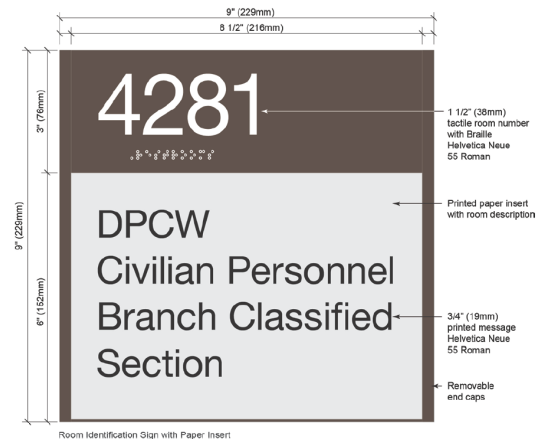 9" (229mm)
8 1/2" (216mm)
3" (76mm)
9" (229mm)
6" (152mm)
4281
1 1/2" (38mm)
tactile room number
with Braille
Helvetica Neue
55 Roman
Printed paper insert
with room description
DPCW
Civilian Personnel
Branch Classified
Section
3/4" (19mm)
printed message
Helvetica Neue
55 Roman
Removable
end caps
Room Identification Sign with Paper Insert